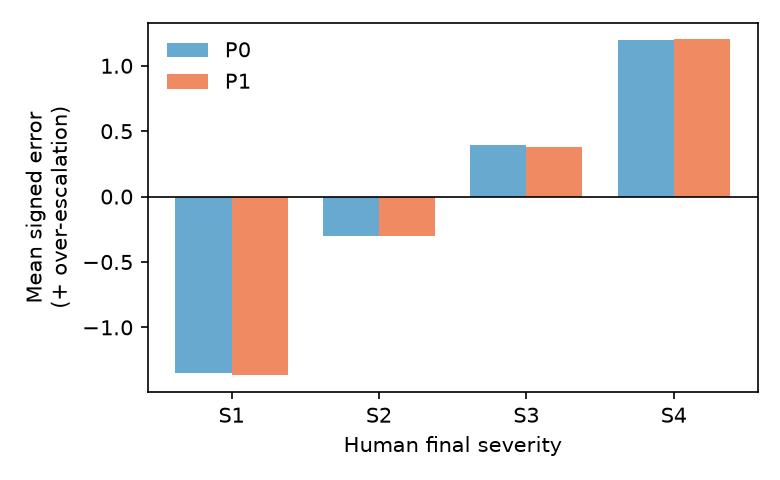 P0
P1
Mean signed error
(+ over-escalation)
1.0
0.5
0.0
−0.5
−1.0
S1 S2 S3 S4
Human final severity